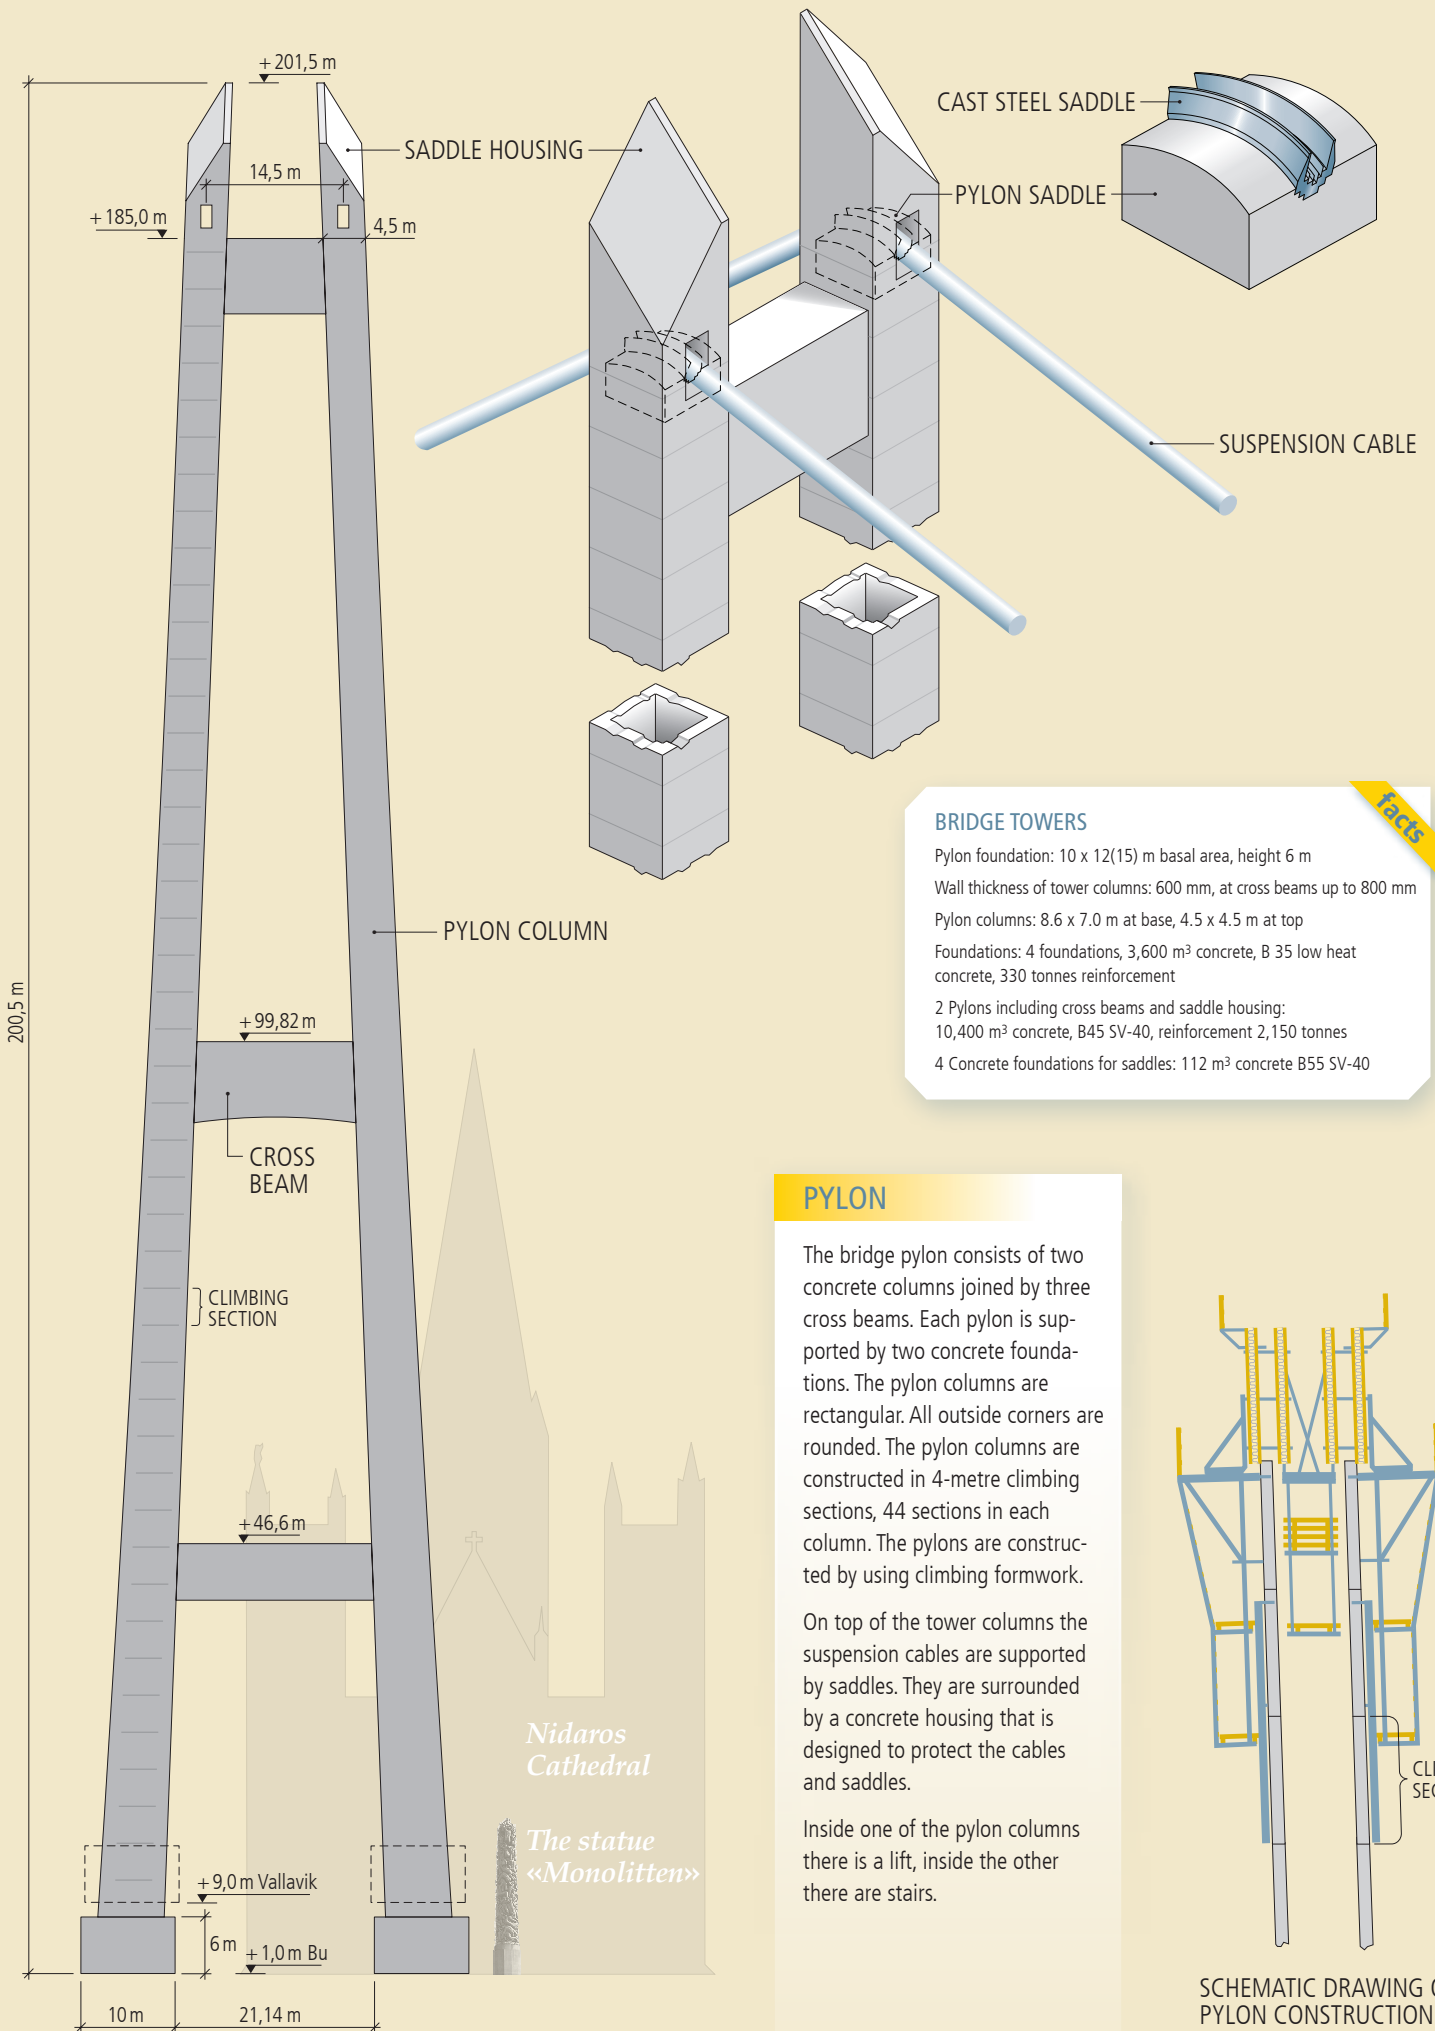 +201,5 m
SADDLE HOUSING
14,5 m
+185,0 m
4,5 m
CAST STEEL SADDLE
PYLON SADDLE
SUSPENSION CABLE
facts
BRIDGE TOWERS
Pylon foundation: 10 x 12(15) m basal area, height 6 m
Wall thickness of tower columns: 600 mm, at cross beams up to 800 mm
Pylon columns: 8.6 x 7.0 m at base, 4.5 x 4.5 m at top
Foundations: 4 foundations, 3,600 m³ concrete, B 35 low heat
concrete, 330 tonnes reinforcement
2 Pylons including cross beams and saddle housing:
10,400 m³ concrete, B45 SV-40, reinforcement 2,150 tonnes
4 Concrete foundations for saddles: 112 m³ concrete B55 SV-40
PYLON COLUMN
200,5 m
+99,82 m
CROSS
BEAM
CLIMBING
SECTION
+46,6 m
Nidaros
Cathedral
The statue
«Monolitten»
+9,0 m Vallavik
6 m
+1,0 m Bu
10 m
21,14 m
PYLON
The bridge pylon consists of two
concrete columns joined by three
cross beams. Each pylon is sup-
ported by two concrete founda-
tions. The pylon columns are
rectangular. All outside corners are
rounded. The pylon columns are
constructed in 4-metre climbing
sections, 44 sections in each
column. The pylons are construc-
ted by using climbing formwork.
On top of the tower columns the
suspension cables are supported
by saddles. They are surrounded
by a concrete housing that is
designed to protect the cables
and saddles.
Inside one of the pylon columns
there is a lift, inside the other
there are stairs.
SCHEMATIC DRAWING
PYLON CONSTRUCTION